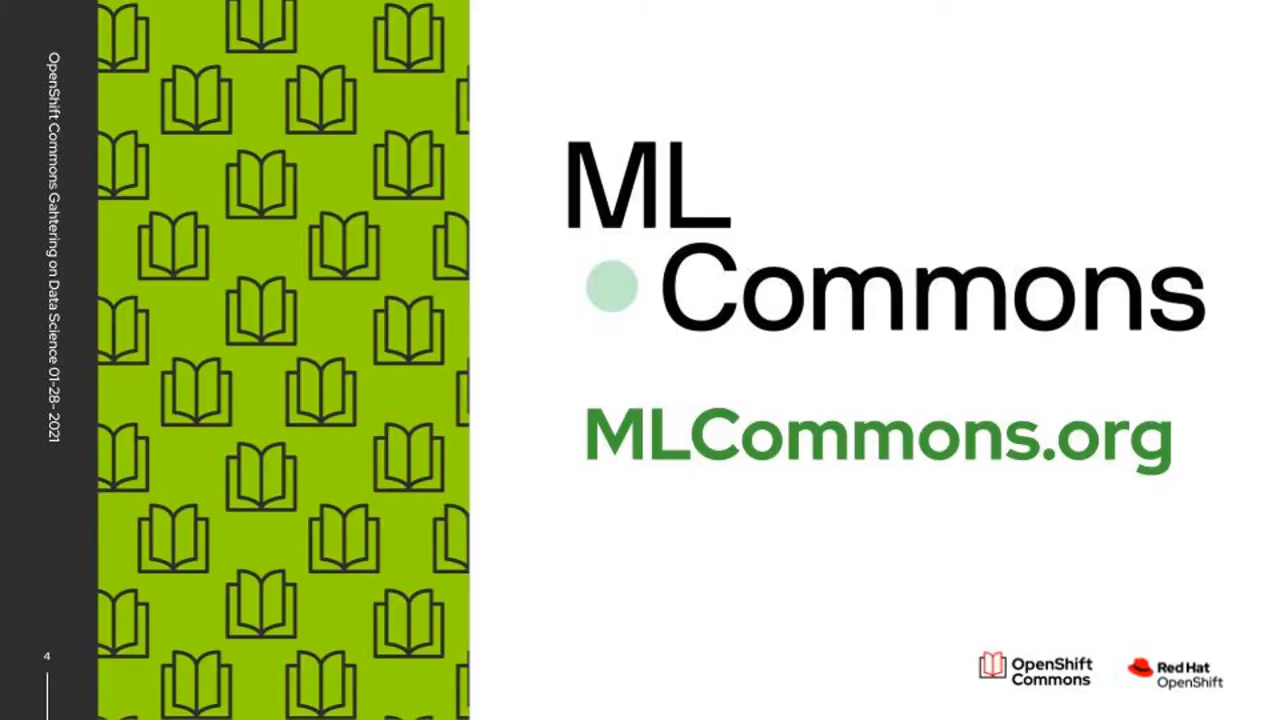 OpenShift Commons Gahtering on Data Science 01-28- 2021
4
ML
Commons
MLCommons.org
OpenShift
Commons
Red Hat
OpenShift